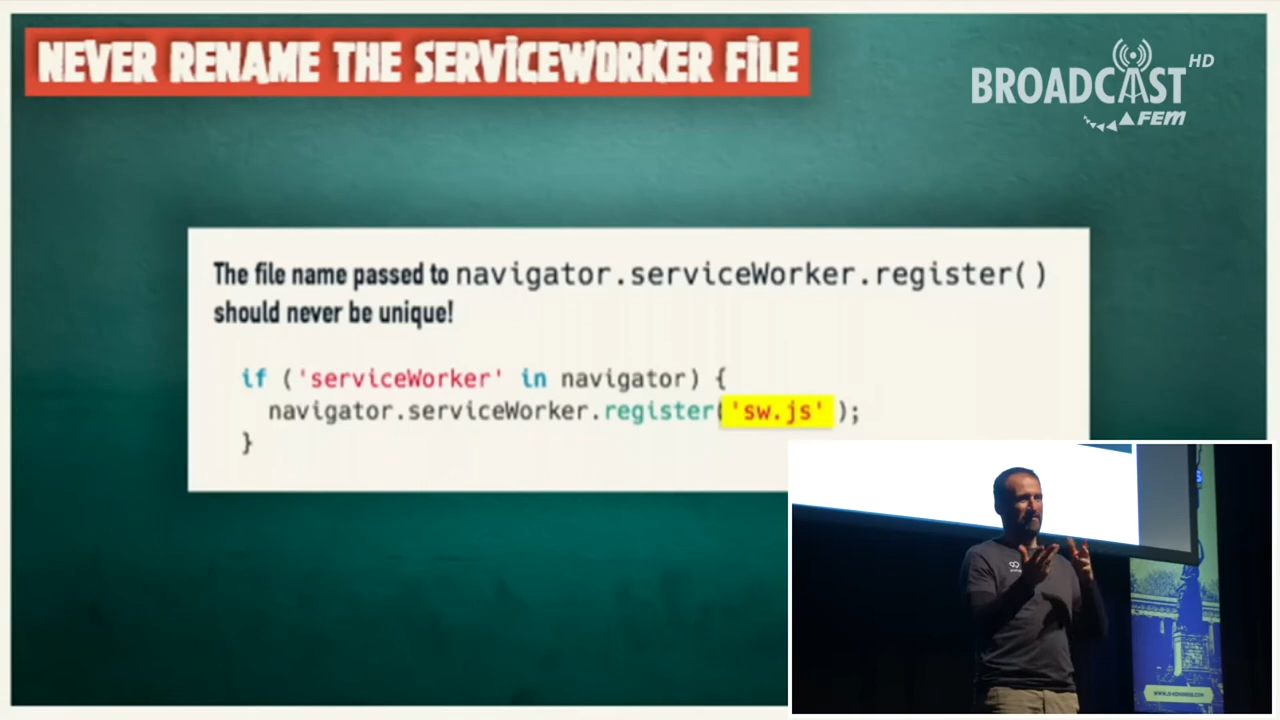 NEVER RENAME THE SERVICEWORKER FILE
BROADCAST HD
FEM
The file name passed to navigator.serviceWorker.register()
should never be unique!
if ('serviceWorker' in navigator) {
navigator.serviceWorker.register('sw.js');
}